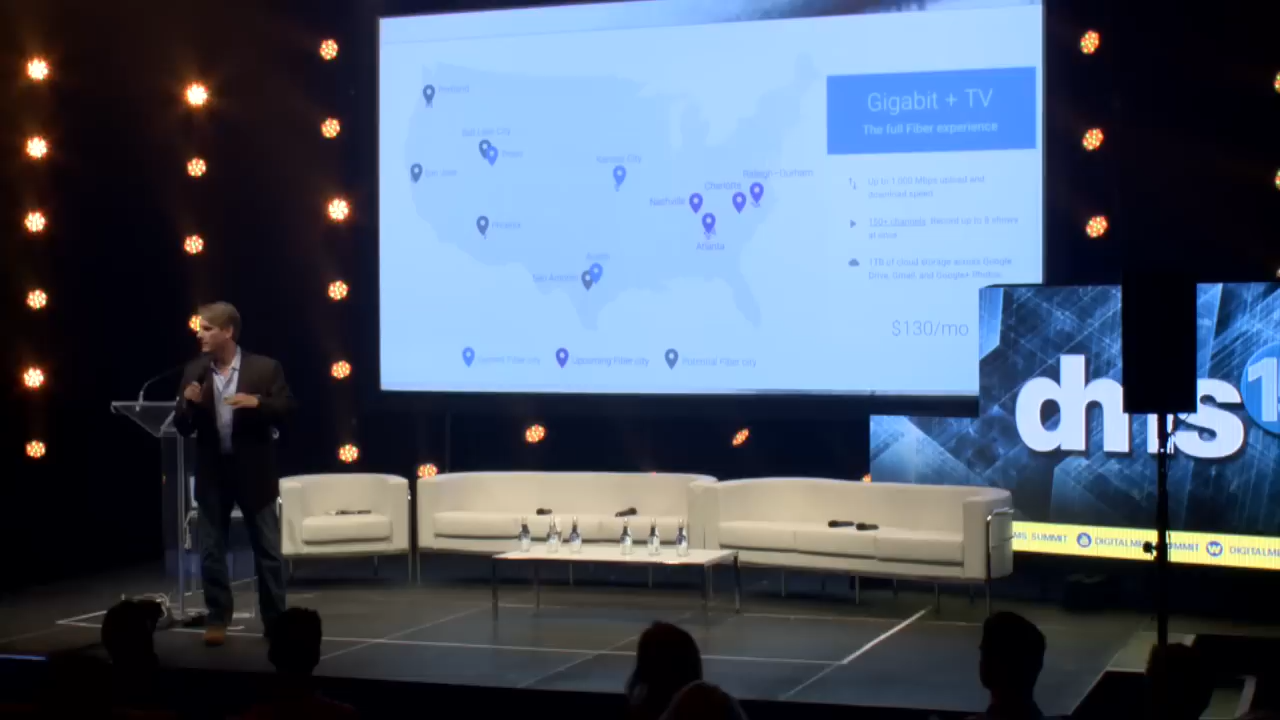 Portland
Salt Lake City
Provo
San Jose
Kansas City
Raleigh-Durham
Charlotte
Nashville
Phoenix
Atlanta
Austin
San Antonio
Current Fiber city
Upcoming Fiber city
Potential Fiber city
Gigabit + TV
The full Fiber experience
Up to 1,000 Mbps upload and
download speed
150+ channels. Record up to 8 shows
at once
1TB of cloud storage across Google
Drive, Gmail, and Google+ Photos
$130/mo
SUMMIT
DIGITALME
MMIT
DIGITALME